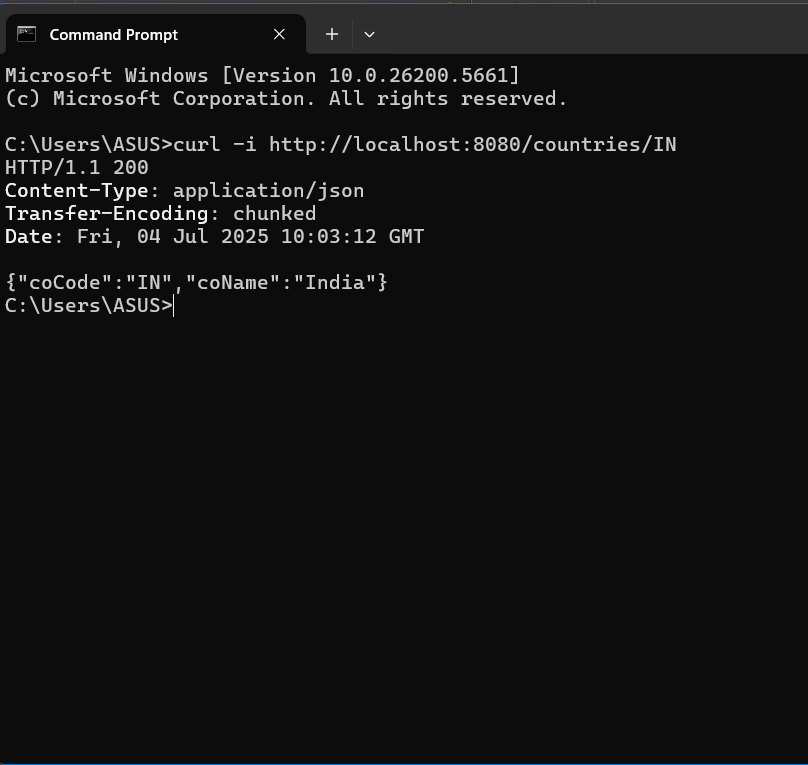 Command Prompt
Microsoft Windows [Version 10.0.26200.5661]
(c) Microsoft Corporation. All rights reserved.
C:\Users\ASUS>curl -i http://localhost:8080/countries/IN
HTTP/1.1 200
Content-Type: application/json
Transfer-Encoding: chunked
Date: Fri, 04 Jul 2025 10:03:12 GMT
{"coCode":"IN","coName":"India"}
C:\Users\ASUS>